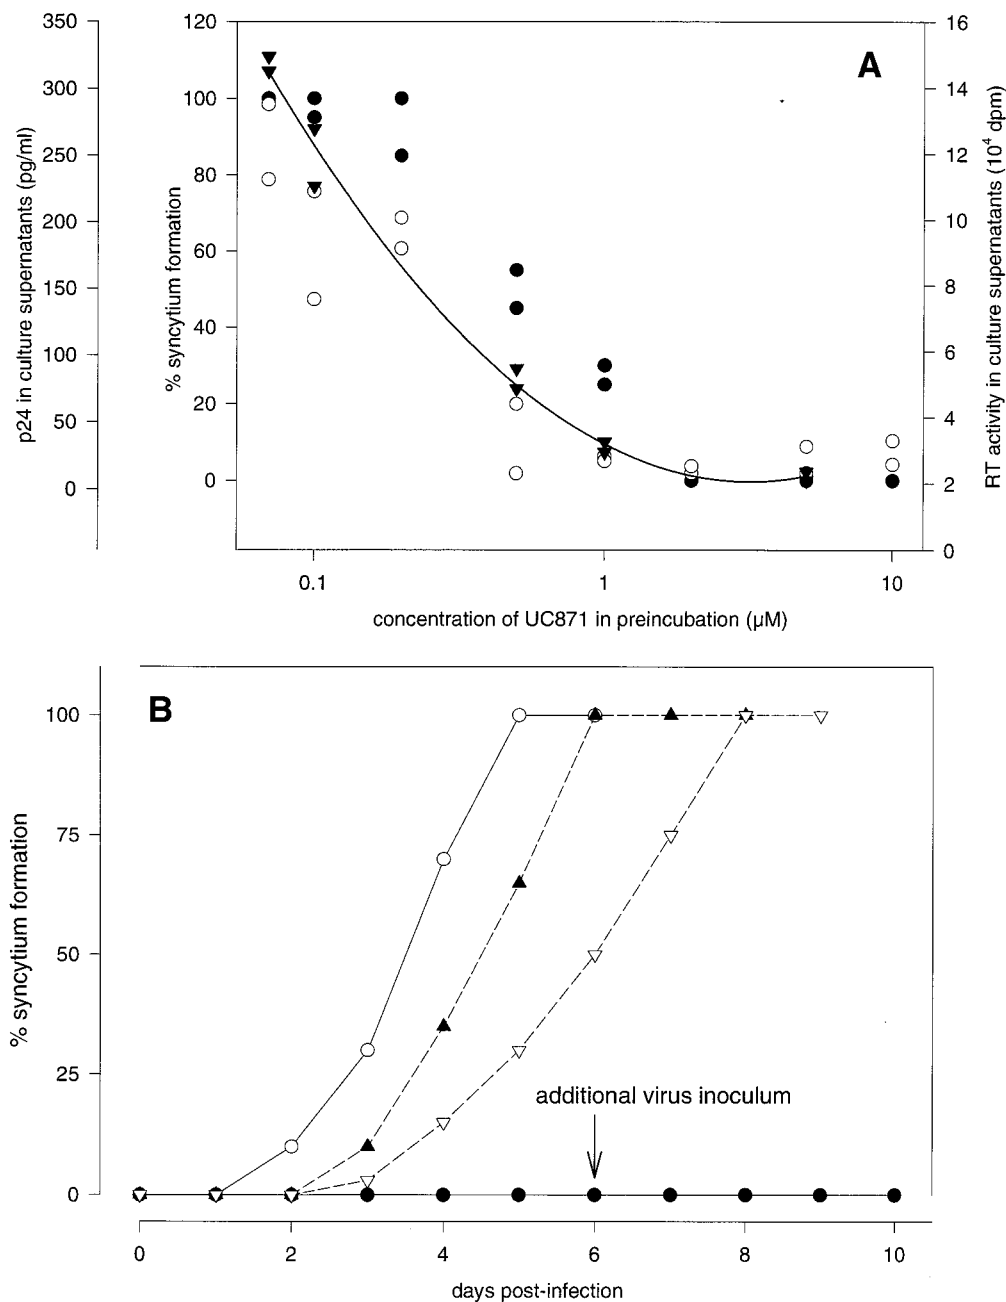 A
350
300
250
200
150
100
50
0
p24 in culture supernatants (pg/ml)
120
100
80
60
40
20
0
% syncytium formation
16
14
12
10
8
6
4
2
0
RT activity in culture supernatants (10⁴ dpm)
0.1 1 10
concentration of UC871 in preincubation (µM)
B
100
75
50
25
0
% syncytium formation
additional virus inoculum
0 2 4 6 8 10
days post-infection